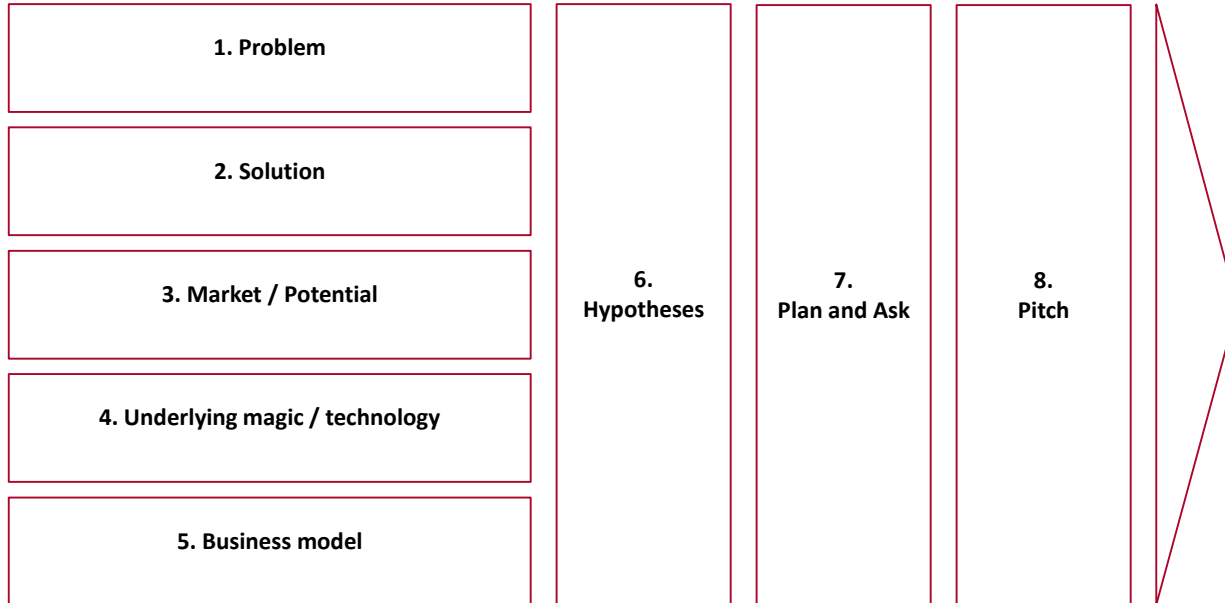 1. Problem
2. Solution
3. Market / Potential
4. Underlying magic / technology
5. Business model
6.
Hypotheses
7.
Plan and Ask
8.
Pitch